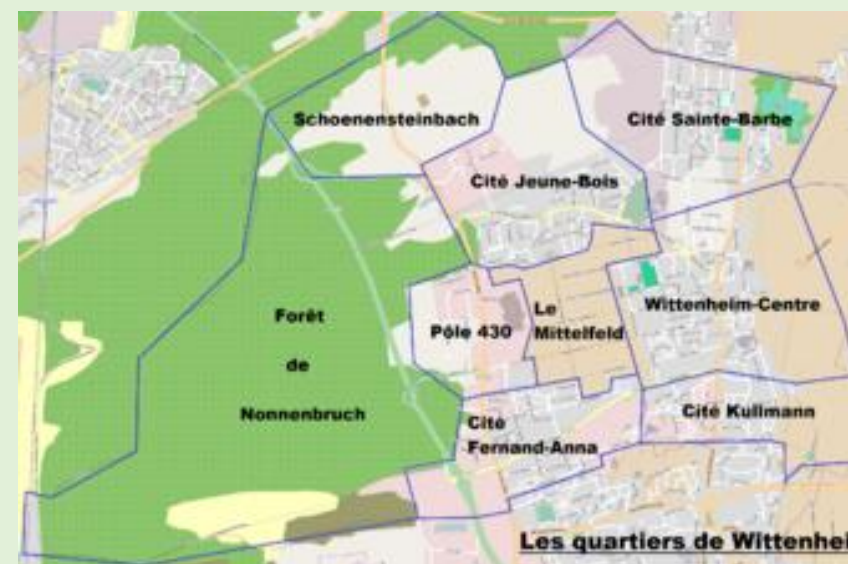 Schoenensteinbach
Cité Sainte-Barbe
Cité Jeune-Bois
Wittenheim-Centre
Le
Mittelfeld
Pôle 430
Forêt
de
Nonnenbruch
Cité Kullmann
Cité
Fernand-Anna
Les quartiers de Wittenhei